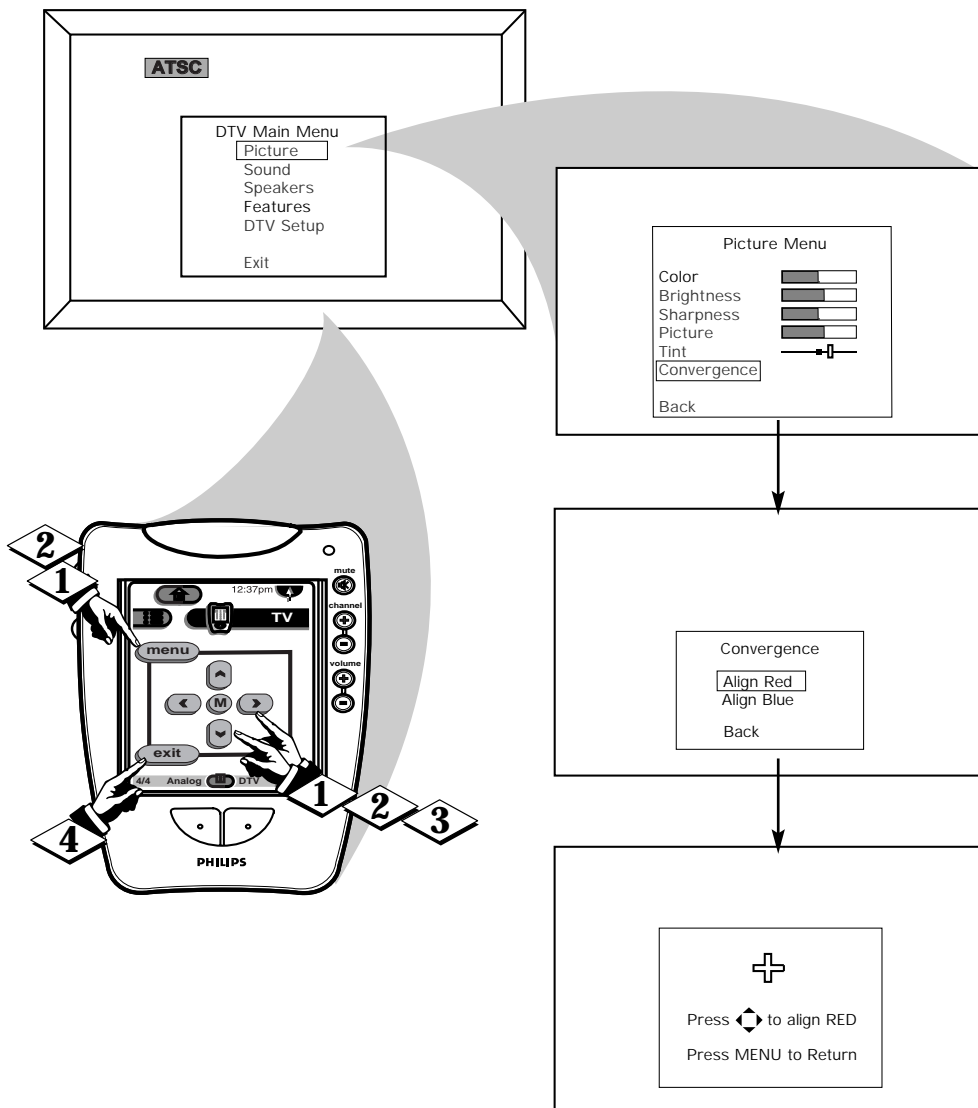 ATSC
DTV Main Menu
Picture
Sound
Speakers
Features
DTV Setup
Exit
Picture Menu
Color
Brightness
Sharpness
Picture
Tint
Convergence
Back
2
1
12:37pm
TV
menu
M
exit
4/4 Analog DTV
mute
channel
volume
1
2
3
4
PHILIPS
Convergence
Align Red
Align Blue
Back
Press to align RED
Press MENU to Return